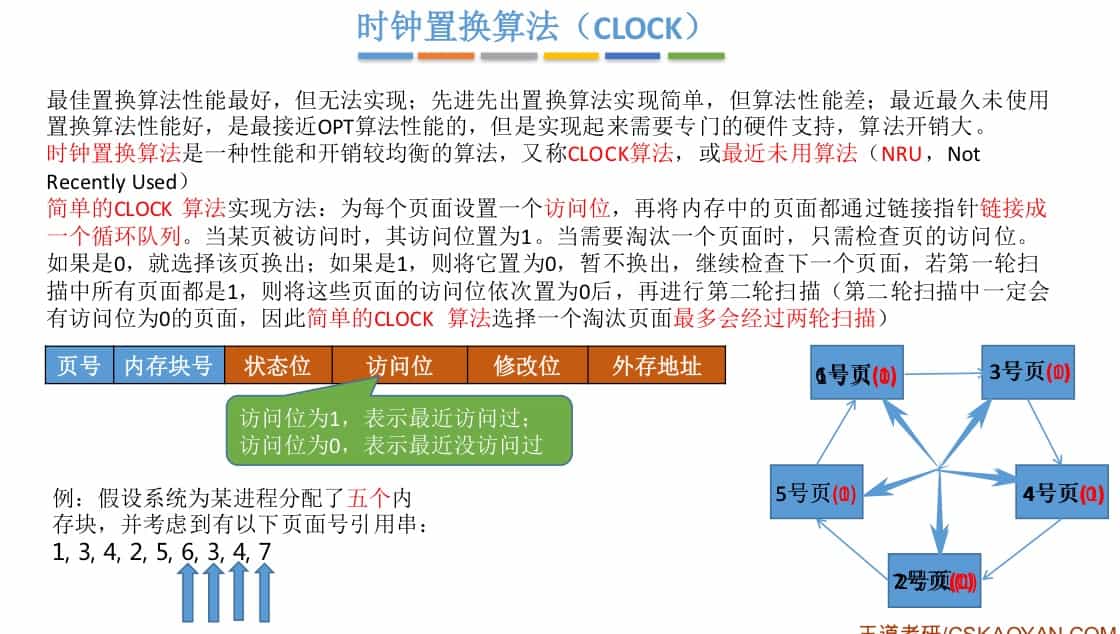 时钟置换算法（CLOCK）
最佳置换算法性能最好，但无法实现；先进先出置换算法实现简单，但算法性能差；最近最久未使用
置换算法性能好，是最接近OPT算法性能的，但是实现起来需要专门的硬件支持，算法开销大。
时钟置换算法是一种性能和开销较均衡的算法，又称CLOCK算法，或最近未用算法（NRU，Not
Recently Used）
简单的CLOCK 算法实现方法：为每个页面设置一个访问位，再将内存中的页面都通过链接指针链接成
一个循环队列。当某页被访问时，其访问位置为1。当需要淘汰一个页面时，只需检查页的访问位。
如果是0，就选择该页换出；如果是1，则将它置为0，暂不换出，继续检查下一个页面，若第一轮扫
描中所有页面都是1，则将这些页面的访问位依次置为0后，再进行第二轮扫描（第二轮扫描中一定会
有访问位为0的页面，因此简单的CLOCK 算法选择一个淘汰页面最多会经过两轮扫描）
页号 内存块号 状态位 访问位 修改位 外存地址
访问位为1，表示最近访问过；
访问位为0，表示最近没访问过
例：假设系统为某进程分配了五个内
存块，并考虑到有以下页面号引用串：
1, 3, 4, 2, 5, 6, 3, 4, 7
号页
3号页
5号页
4号页
号页
王道考研/CSKAOYAN.COM